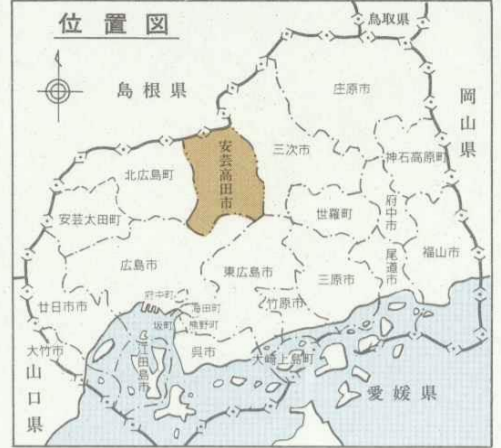 位置図
鳥取県
島根県
庄原市
岡山県
安芸高田市
三次市
神石高原町
北広島町
安芸太田町
世羅町
府中市
福山市
尾道市
広島市
東広島市
三原市
府中町
海田町
竹原市
廿日市市
坂町
熊野町
呉市
江田島市
大崎上島町
大竹市
山口県
愛媛県